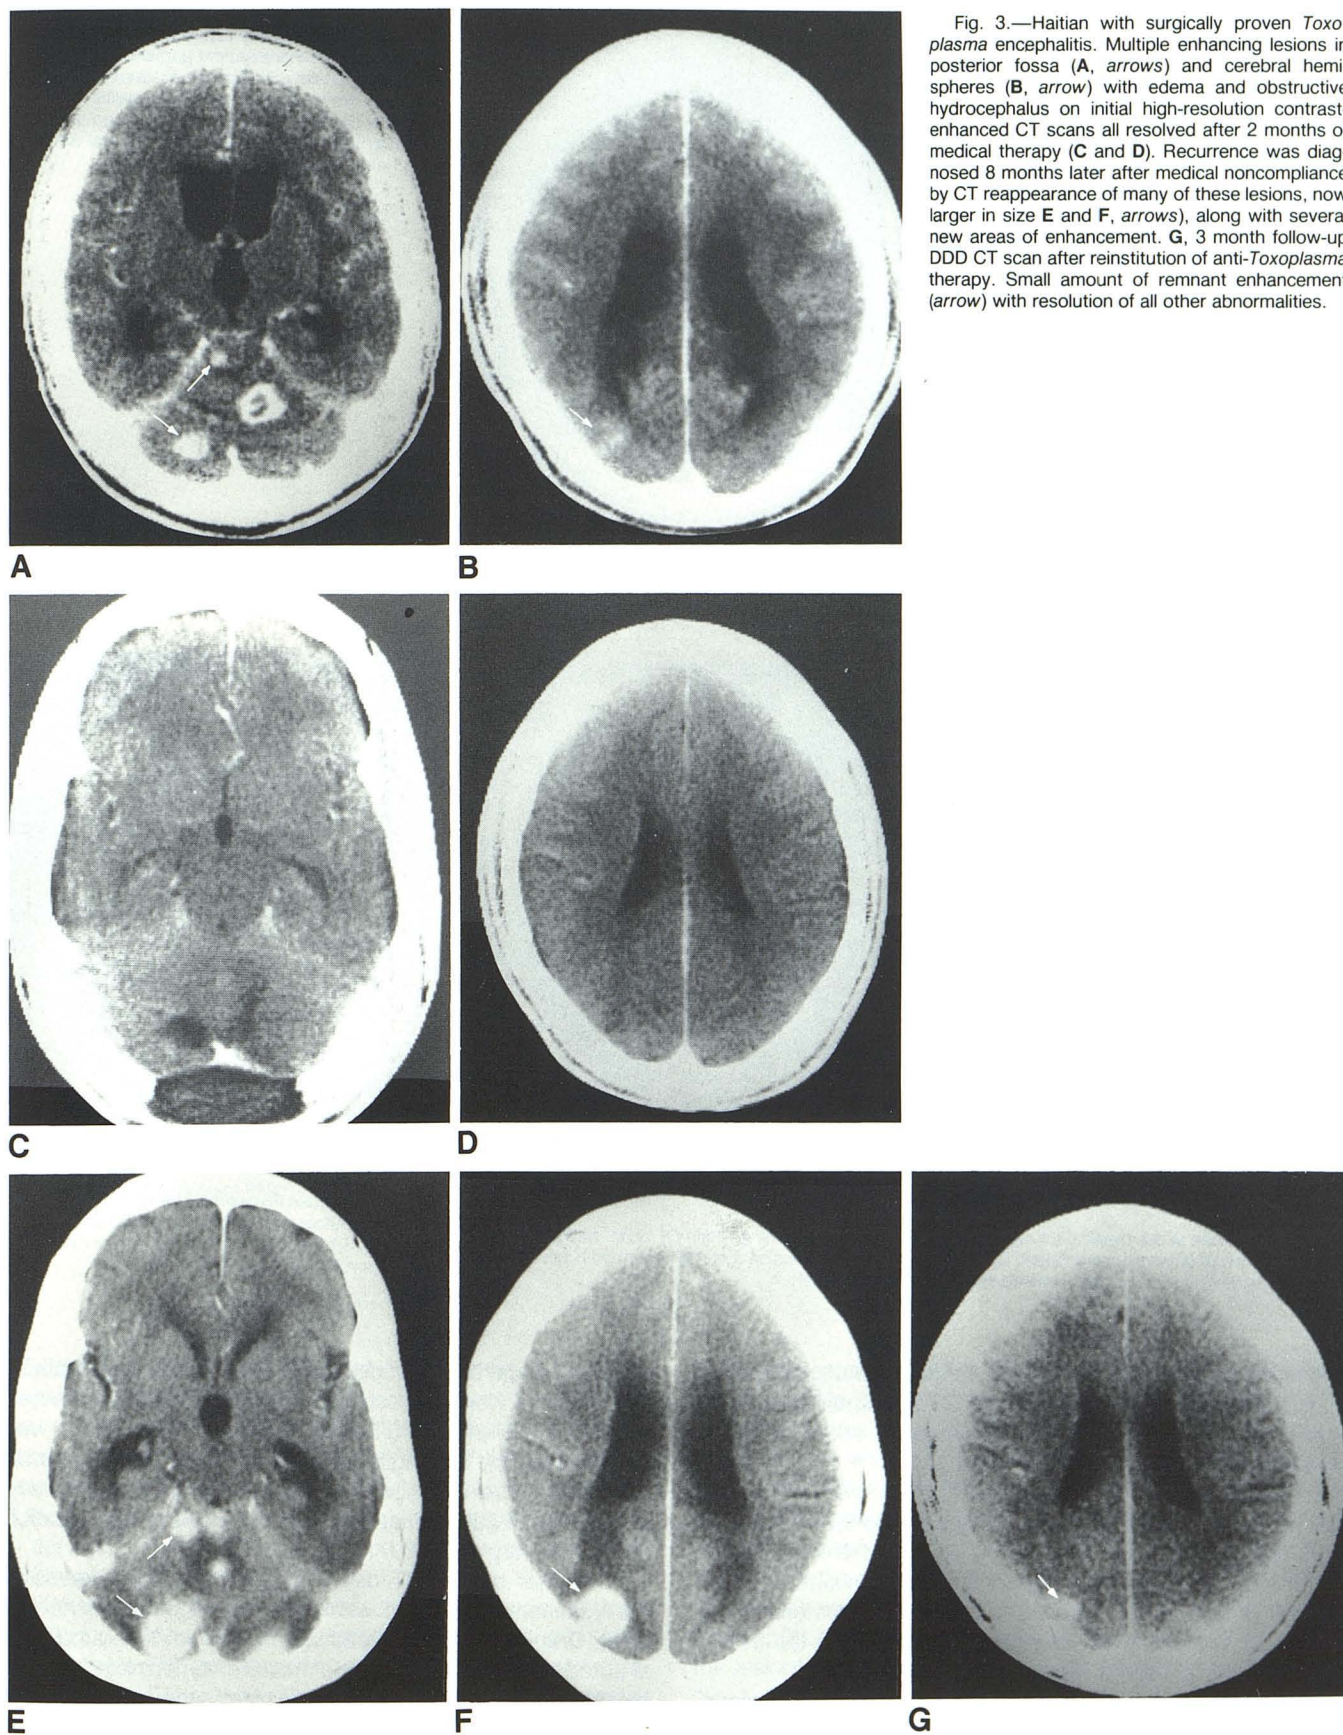 Fig. 3.—Haitian with surgically proven Toxo
plasma encephalitis. Multiple enhancing lesions in
posterior fossa (A, arrows) and cerebral hemi
spheres (B, arrow) with edema and obstructive
hydrocephalus on initial high-resolution contrast
enhanced CT scans all resolved after 2 months o
medical therapy (C and D). Recurrence was diag
nosed 8 months later after medical noncompliance
by CT reappearance of many of these lesions, now
larger in size E and F, arrows), along with severa
new areas of enhancement. G, 3 month follow-up
DDD CT scan after reinstitution of anti-Toxoplasma
therapy. Small amount of remnant enhancement
(arrow) with resolution of all other abnormalities.
A
B
C
D
E
F
G